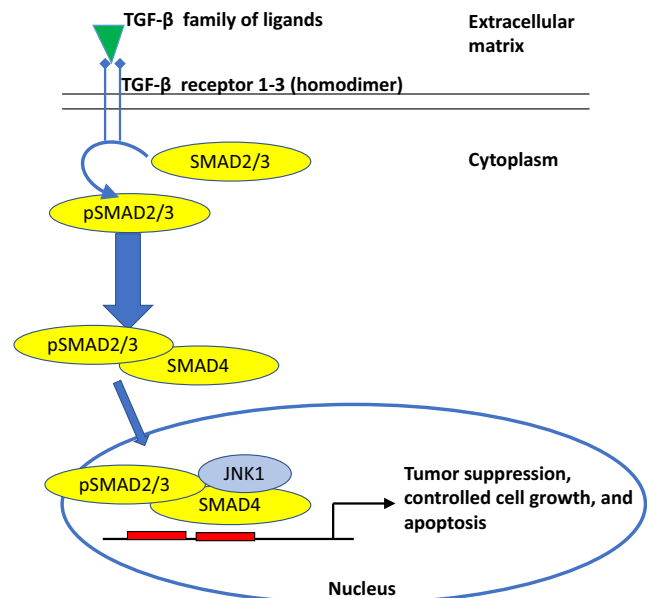 TGF-β family of ligands
Extracellular
matrix
TGF-β receptor 1-3 (homodimer)
SMAD2/3
Cytoplasm
pSMAD2/3
pSMAD2/3
SMAD4
JNK1
pSMAD2/3
SMAD4
Tumor suppression,
controlled cell growth, and
apoptosis
Nucleus